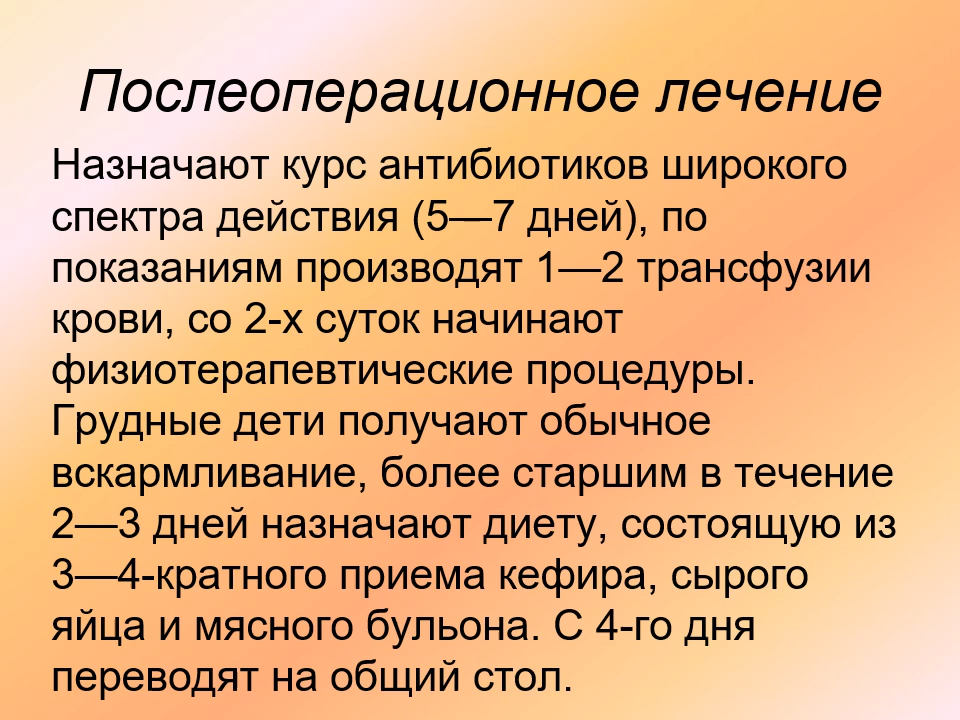 Послеоперационное лечение
Назначают курс антибиотиков широкого
спектра действия (5—7 дней), по
показаниям производят 1—2 трансфузии
крови, со 2-х суток начинают
физиотерапевтические процедуры.
Грудные дети получают обычное
вскармливание, более старшим в течение
2—3 дней назначают диету, состоящую из
3—4-кратного приема кефира, сырого
яйца и мясного бульона. С 4-го дня
переводят на общий стол.